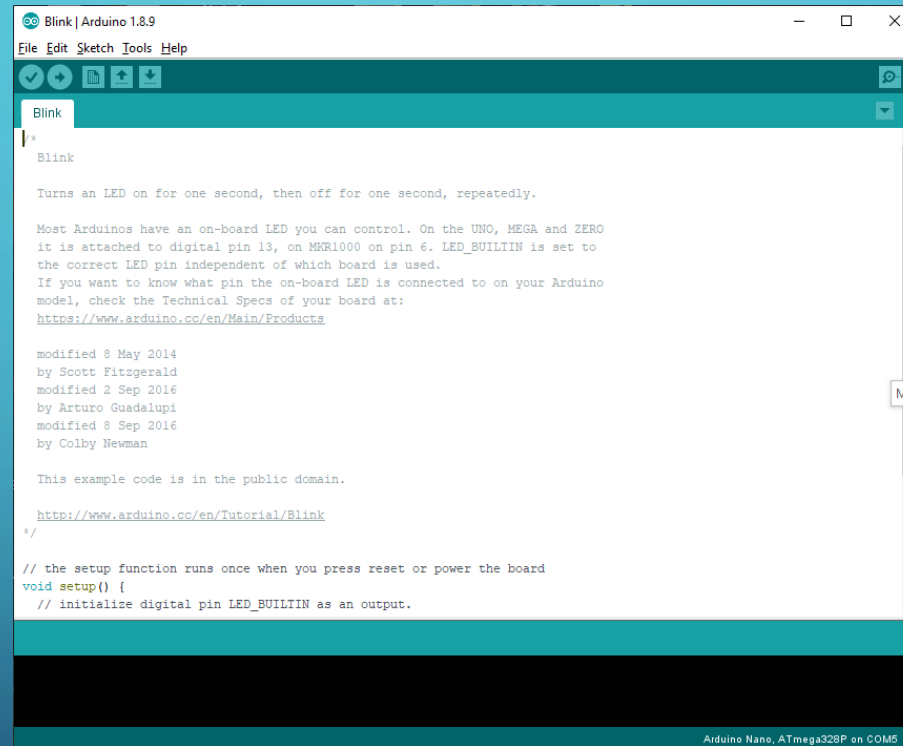 Blink | Arduino 1.8.9
File Edit Sketch Tools Help
Blink
/*
Blink
Turns an LED on for one second, then off for one second, repeatedly.
Most Arduinos have an on-board LED you can control. On the UNO, MEGA and ZERO
it is attached to digital pin 13, on MKR1000 on pin 6. LED_BUILTIN is set to
the correct LED pin independent of which board is used.
If you want to know what pin the on-board LED is connected to on your Arduino
model, check the Technical Specs of your board at:
https://www.arduino.cc/en/Main/Products
modified 8 May 2014
by Scott Fitzgerald
modified 2 Sep 2016
by Arturo Guadalupi
modified 8 Sep 2016
by Colby Newman
This example code is in the public domain.
http://www.arduino.cc/en/Tutorial/Blink
*/
// the setup function runs once when you press reset or power the board
void setup() {
// initialize digital pin LED_BUILTIN as an output.
Arduino Nano, ATmega328P on COM5